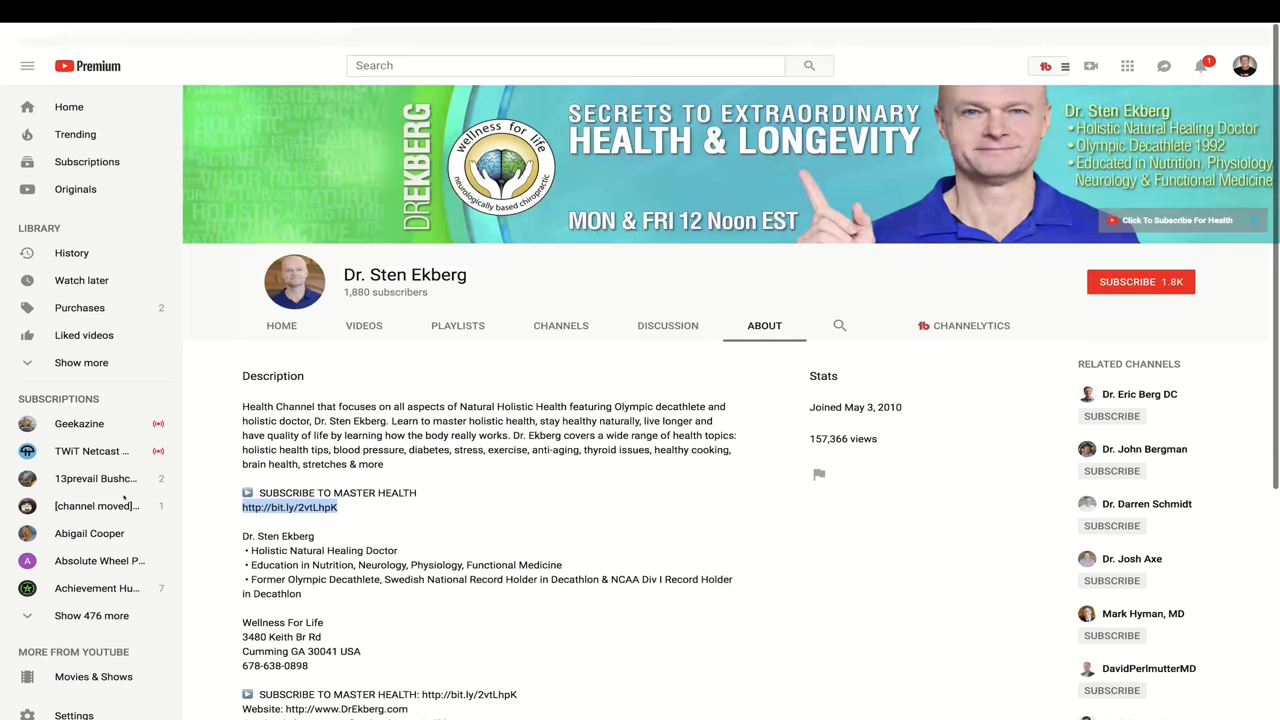 Premium
Search
1
Home
Trending
Subscriptions
Originals
LIBRARY
History
Watch later
Purchases 2
Liked videos
Show more
SUBSCRIPTIONS
Geekazine
TWiT Netcast ...
13prevail Bushc... 2
[channel moved]... 1
Abigail Cooper
A Absolute Wheel P...
Achievement Hu... 7
Show 476 more
MORE FROM YOUTUBE
Movies & Shows
Settings
DREKBERG
wellness for life
neurologically based chiropractic
SECRETS TO EXTRAORDINARY
HEALTH & LONGEVITY
MON & FRI 12 Noon EST
Dr. Sten Ekberg
• Holistic Natural Healing Doctor
• Olympic Decathlete 1992
• Educated in Nutrition, Physiology
Neurology & Functional Medicine
Click To Subscribe For Health
Dr. Sten Ekberg
1,880 subscribers
SUBSCRIBE 1.8K
HOME VIDEOS PLAYLISTS CHANNELS DISCUSSION ABOUT CHANNELYTICS
Description
Health Channel that focuses on all aspects of Natural Holistic Health featuring Olympic decathlete and
holistic doctor, Dr. Sten Ekberg. Learn to master holistic health, stay healthy naturally, live longer and
have quality of life by learning how the body really works. Dr. Ekberg covers a wide range of health topics:
holistic health tips, blood pressure, diabetes, stress, exercise, anti-aging, thyroid issues, healthy cooking,
brain health, stretches & more
SUBSCRIBE TO MASTER HEALTH
http://bit.ly/2vtLhpK
Dr. Sten Ekberg
• Holistic Natural Healing Doctor
• Education in Nutrition, Neurology, Physiology, Functional Medicine
• Former Olympic Decathlete, Swedish National Record Holder in Decathlon & NCAA Div I Record Holder
in Decathlon
Wellness For Life
3480 Keith Br Rd
Cumming GA 30041 USA
678-638-0898
SUBSCRIBE TO MASTER HEALTH: http://bit.ly/2vtLhpK
Website: http://www.DrEkberg.com
Stats
Joined May 3, 2010
157,366 views
RELATED CHANNELS
Dr. Eric Berg DC
SUBSCRIBE
Dr. John Bergman
SUBSCRIBE
Dr. Darren Schmidt
SUBSCRIBE
Dr. Josh Axe
SUBSCRIBE
Mark Hyman, MD
SUBSCRIBE
DavidPerlmutterMD
SUBSCRIBE